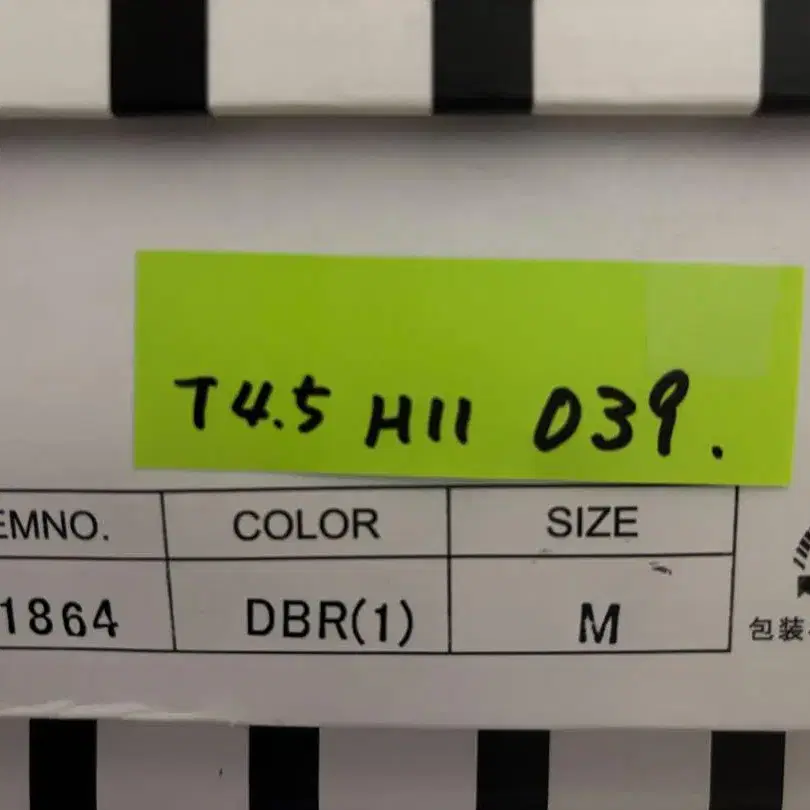 T4.5 H11 039.
EMNO. COLOR SIZE
1864 DBR(1) M
包装